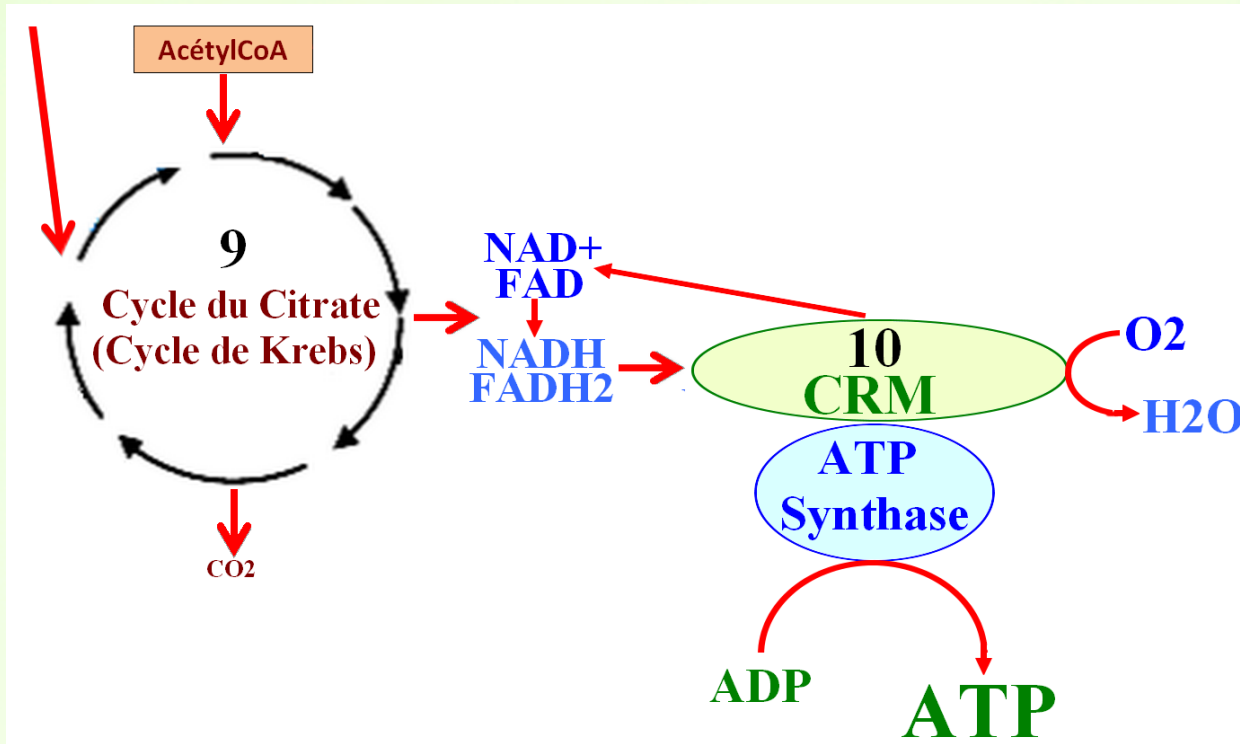 AcétylCoA
9
Cycle du Citrate
(Cycle de Krebs)
CO2
NAD+
FAD
NADH
FADH2
10
CRM
O2
H2O
ATP
Synthase
ADP
ATP